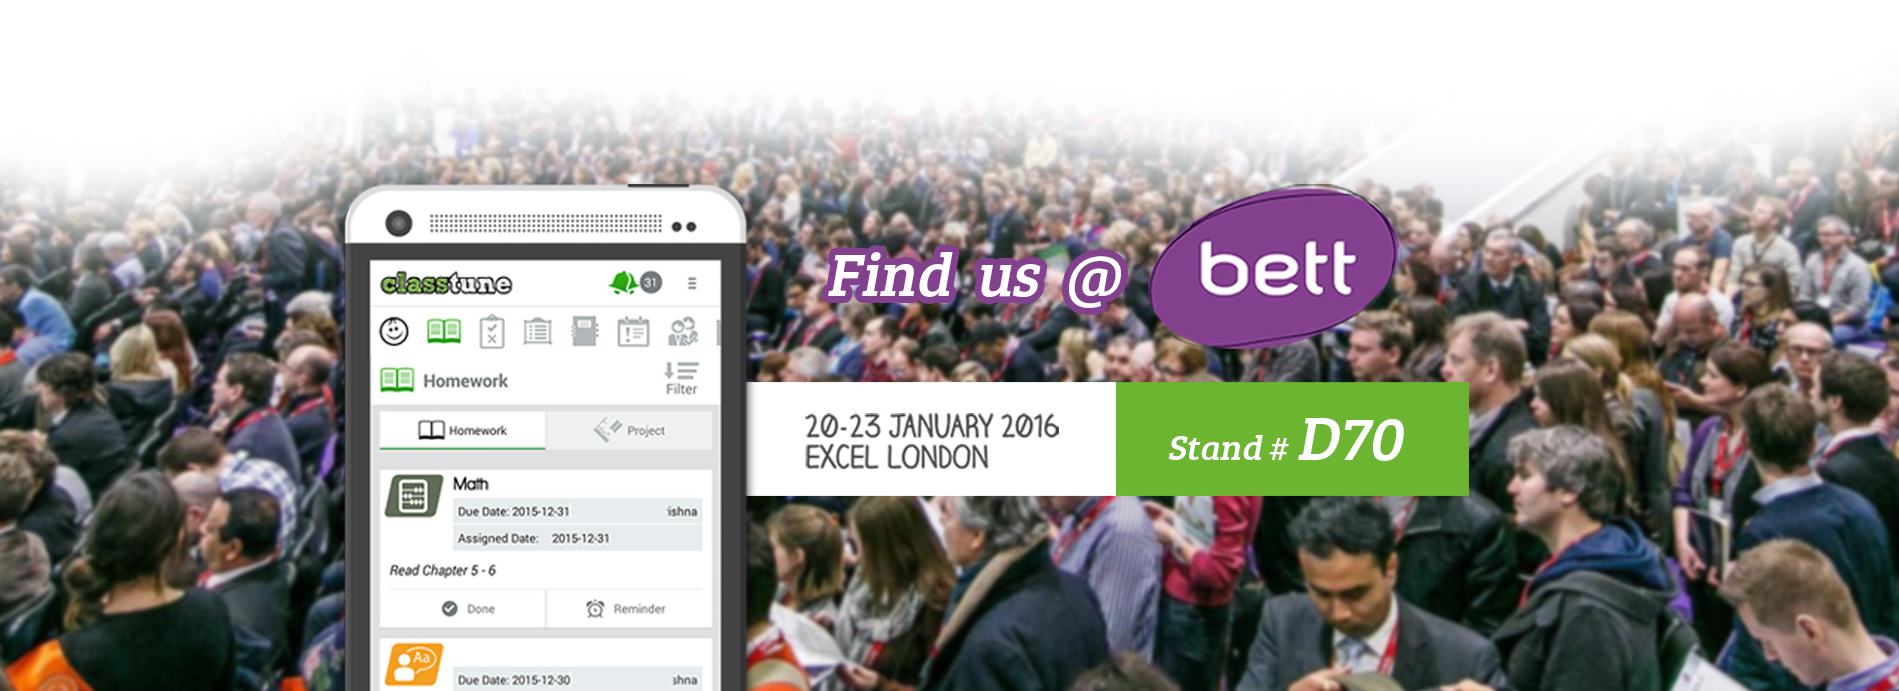 classtune
31
Homework
Filter
Homework
Project
Math
Due Date: 2015-12-31
ishna
Assigned Date: 2015-12-31
Read Chapter 5 - 6
Done
Reminder
Aa
Due Date: 2015-12-30
shna
Find us @
bett
20-23 JANUARY 2016
EXCEL LONDON
Stand # D70